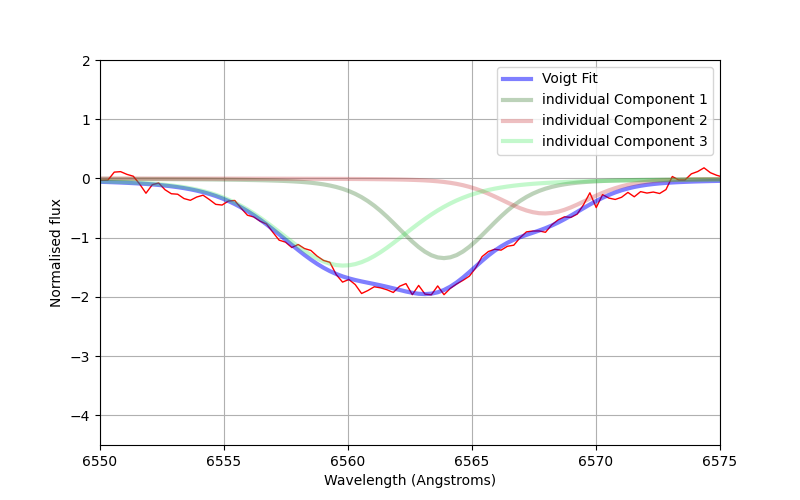 Voigt Fit
individual Component 1
individual Component 2
individual Component 3
2
1
0
−1
−2
−3
−4
Normalised flux
6550 6555 6560 6565 6570 6575
Wavelength (Angstroms)